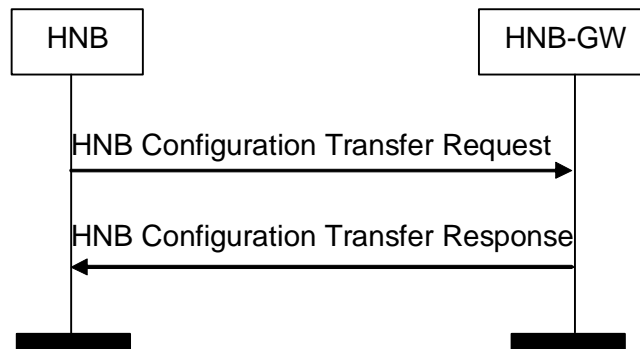 HNB
HNB-GW
HNB Configuration Transfer Request
HNB Configuration Transfer Response